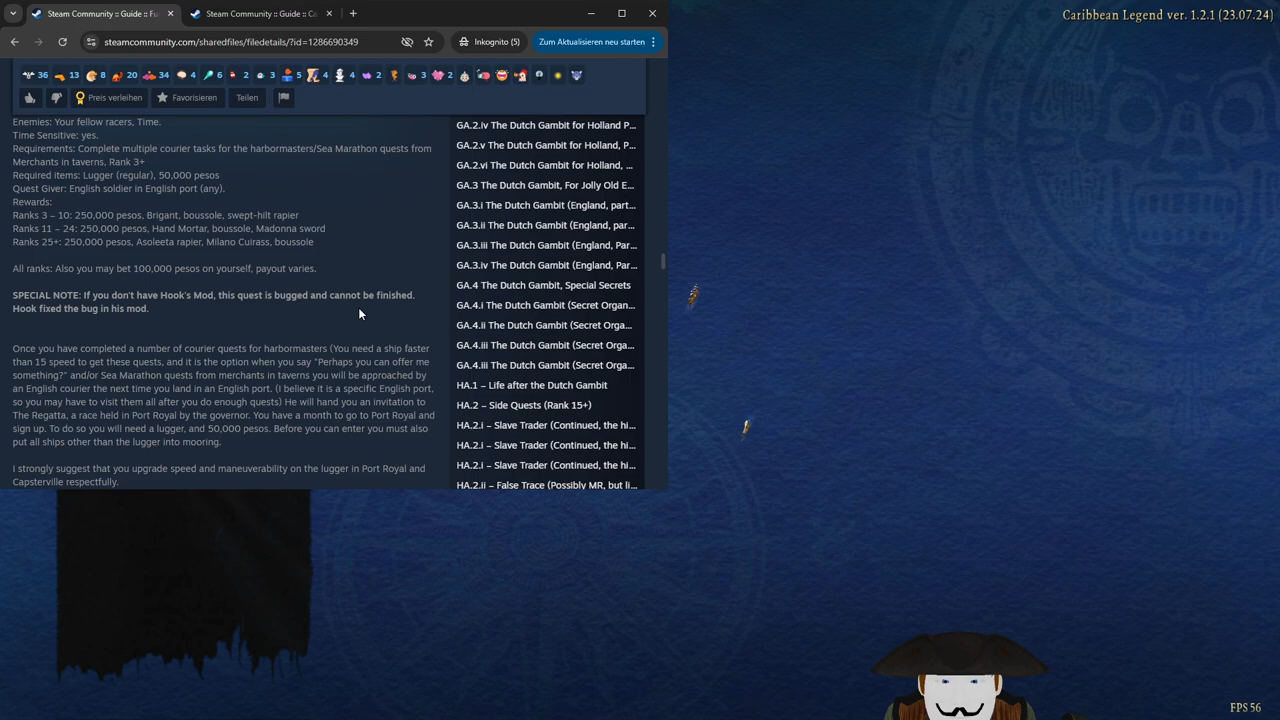 Steam Community :: Guide :: Fu
Steam Community :: Guide :: Ca
steamcommunity.com/sharedfiles/filedetails/?id=1286690349
Inkognito (5)
Zum Aktualisieren neu starten
Caribbean Legend ver. 1.2.1 (23.07.24)
36 13 8 20 34 4 6 2 3 5 4 4 2 3 2
Preis verleihen
Favorisieren
Teilen
Enemies: Your fellow racers, Time.
Time Sensitive: yes.
Requirements: Complete multiple courier tasks for the harbormasters/Sea Marathon quests from
Merchants in taverns, Rank 3+
Required items: Lugger (regular), 50,000 pesos
Quest Giver: English soldier in English port (any).
Rewards:
Ranks 3 – 10: 250,000 pesos, Brigant, boussole, swept-hilt rapier
Ranks 11 – 24: 250,000 pesos, Hand Mortar, boussole, Madonna sword
Ranks 25+: 250,000 pesos, Asoleeta rapier, Milano Cuirass, boussole
All ranks: Also you may bet 100,000 pesos on yourself, payout varies.
SPECIAL NOTE: If you don't have Hook's Mod, this quest is bugged and cannot be finished.
Hook fixed the bug in his mod.
Once you have completed a number of courier quests for harbormasters (You need a ship faster
than 15 speed to get these quests, and it is the option when you say "Perhaps you can offer me
something?" and/or Sea Marathon quests from merchants in taverns you will be approached by
an English courier the next time you land in an English port. (I believe it is a specific English port,
so you may have to visit them all after you do enough quests) He will hand you an invitation to
The Regatta, a race held in Port Royal by the governor. You have a month to go to Port Royal and
sign up. To do so you will need a lugger, and 50,000 pesos. Before you can enter you must also
put all ships other than the lugger into mooring.
I strongly suggest that you upgrade speed and maneuverability on the lugger in Port Royal and
Capsterville respectfully.
GA.2.iv The Dutch Gambit for Holland P...
GA.2.v The Dutch Gambit for Holland, P...
GA.2.vi The Dutch Gambit for Holland, ...
GA.3 The Dutch Gambit, For Jolly Old E...
GA.3.i The Dutch Gambit (England, part...
GA.3.ii The Dutch Gambit (England, par...
GA.3.iii The Dutch Gambit (England, Par...
GA.3.iv The Dutch Gambit (England, Par...
GA.4 The Dutch Gambit, Special Secrets
GA.4.i The Dutch Gambit (Secret Organ...
GA.4.ii The Dutch Gambit (Secret Orga...
GA.4.iii The Dutch Gambit (Secret Orga...
GA.4.iii The Dutch Gambit (Secret Orga...
HA.1 – Life after the Dutch Gambit
HA.2 – Side Quests (Rank 15+)
HA.2.i – Slave Trader (Continued, the hi...
HA.2.i – Slave Trader (Continued, the hi...
HA.2.i – Slave Trader (Continued, the hi...
HA.2.ii – False Trace (Possibly MR, but li...
FPS 56